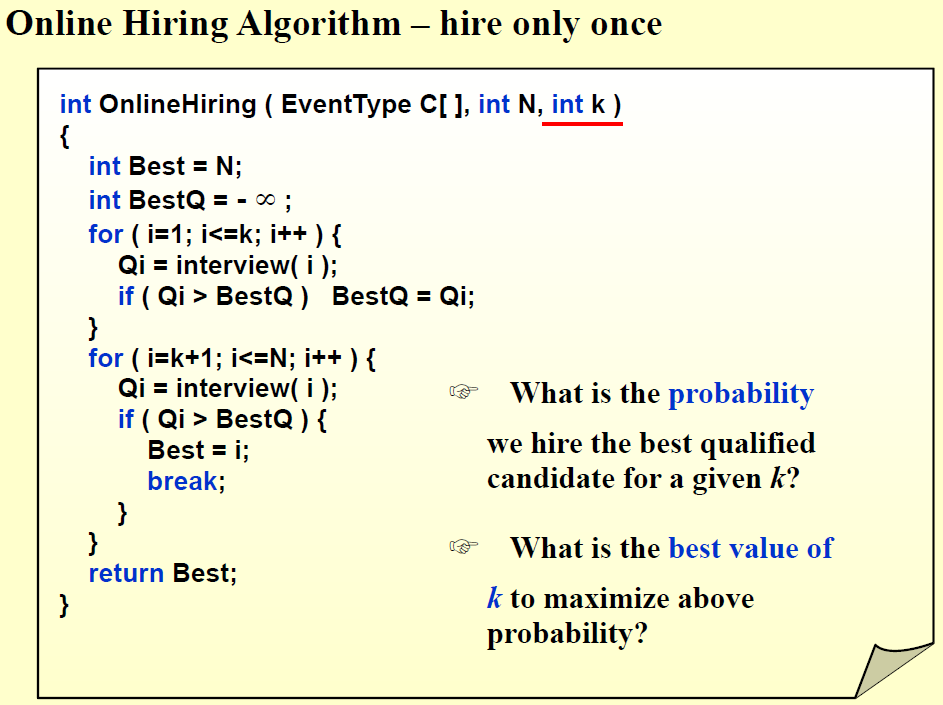 Online Hiring Algorithm – hire only once
int OnlineHiring ( EventType C[ ], int N, int k )
{
int Best = N;
int BestQ = - ∞ ;
for ( i=1; i<=k; i++ ) {
Qi = interview( i );
if ( Qi > BestQ )   BestQ = Qi;
}
for ( i=k+1; i<=N; i++ ) {
Qi = interview( i );
if ( Qi > BestQ ) {
Best = i;
break;
}
}
return Best;
}
☞ What is the probability
we hire the best qualified
candidate for a given k?
☞ What is the best value of
k to maximize above
probability?